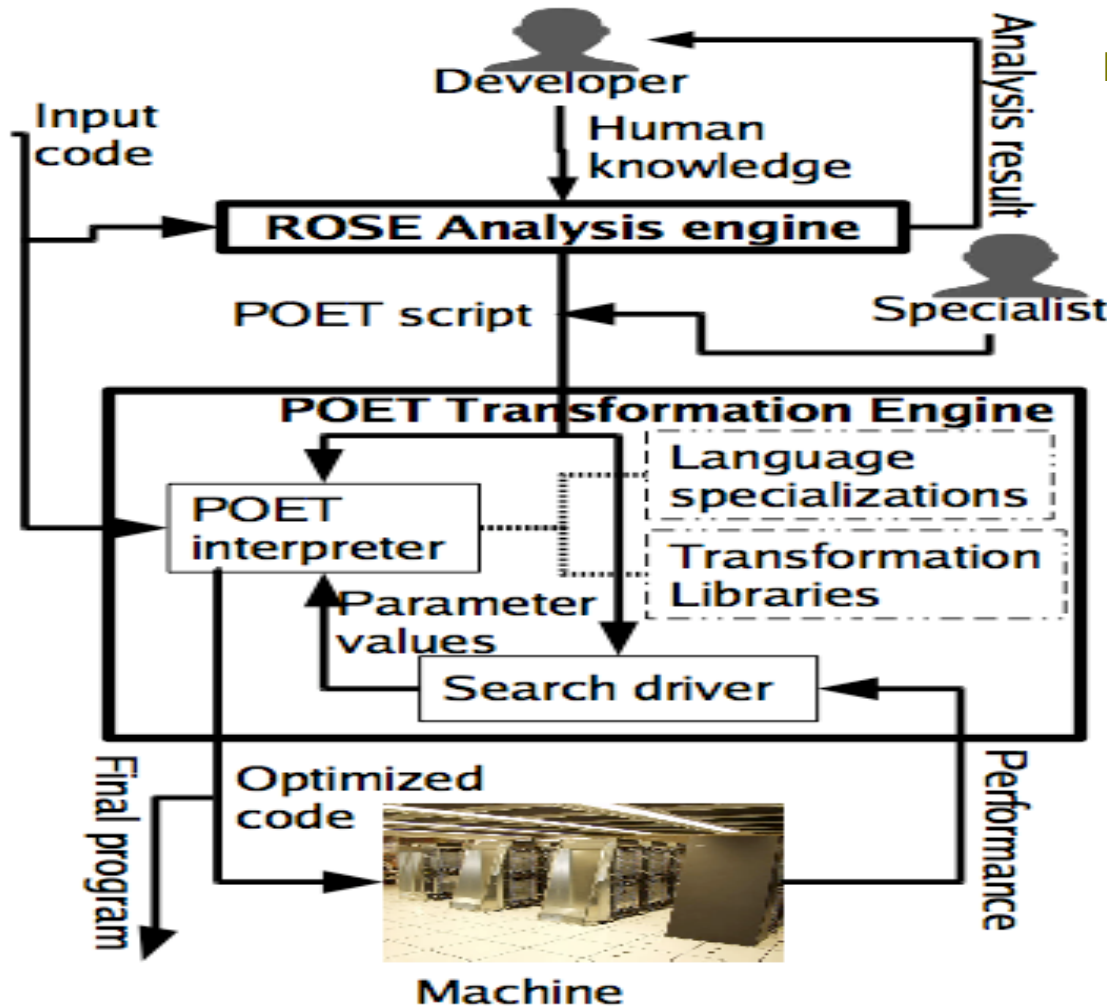 Developer
Analysis result
Input
code
Human
knowledge
ROSE Analysis engine
POET script
Specialist
POET Transformation Engine
Language
specializations
POET
interpreter
Transformation
Libraries
Parameter
values
Search driver
Final program
Optimized
code
Performance
Machine